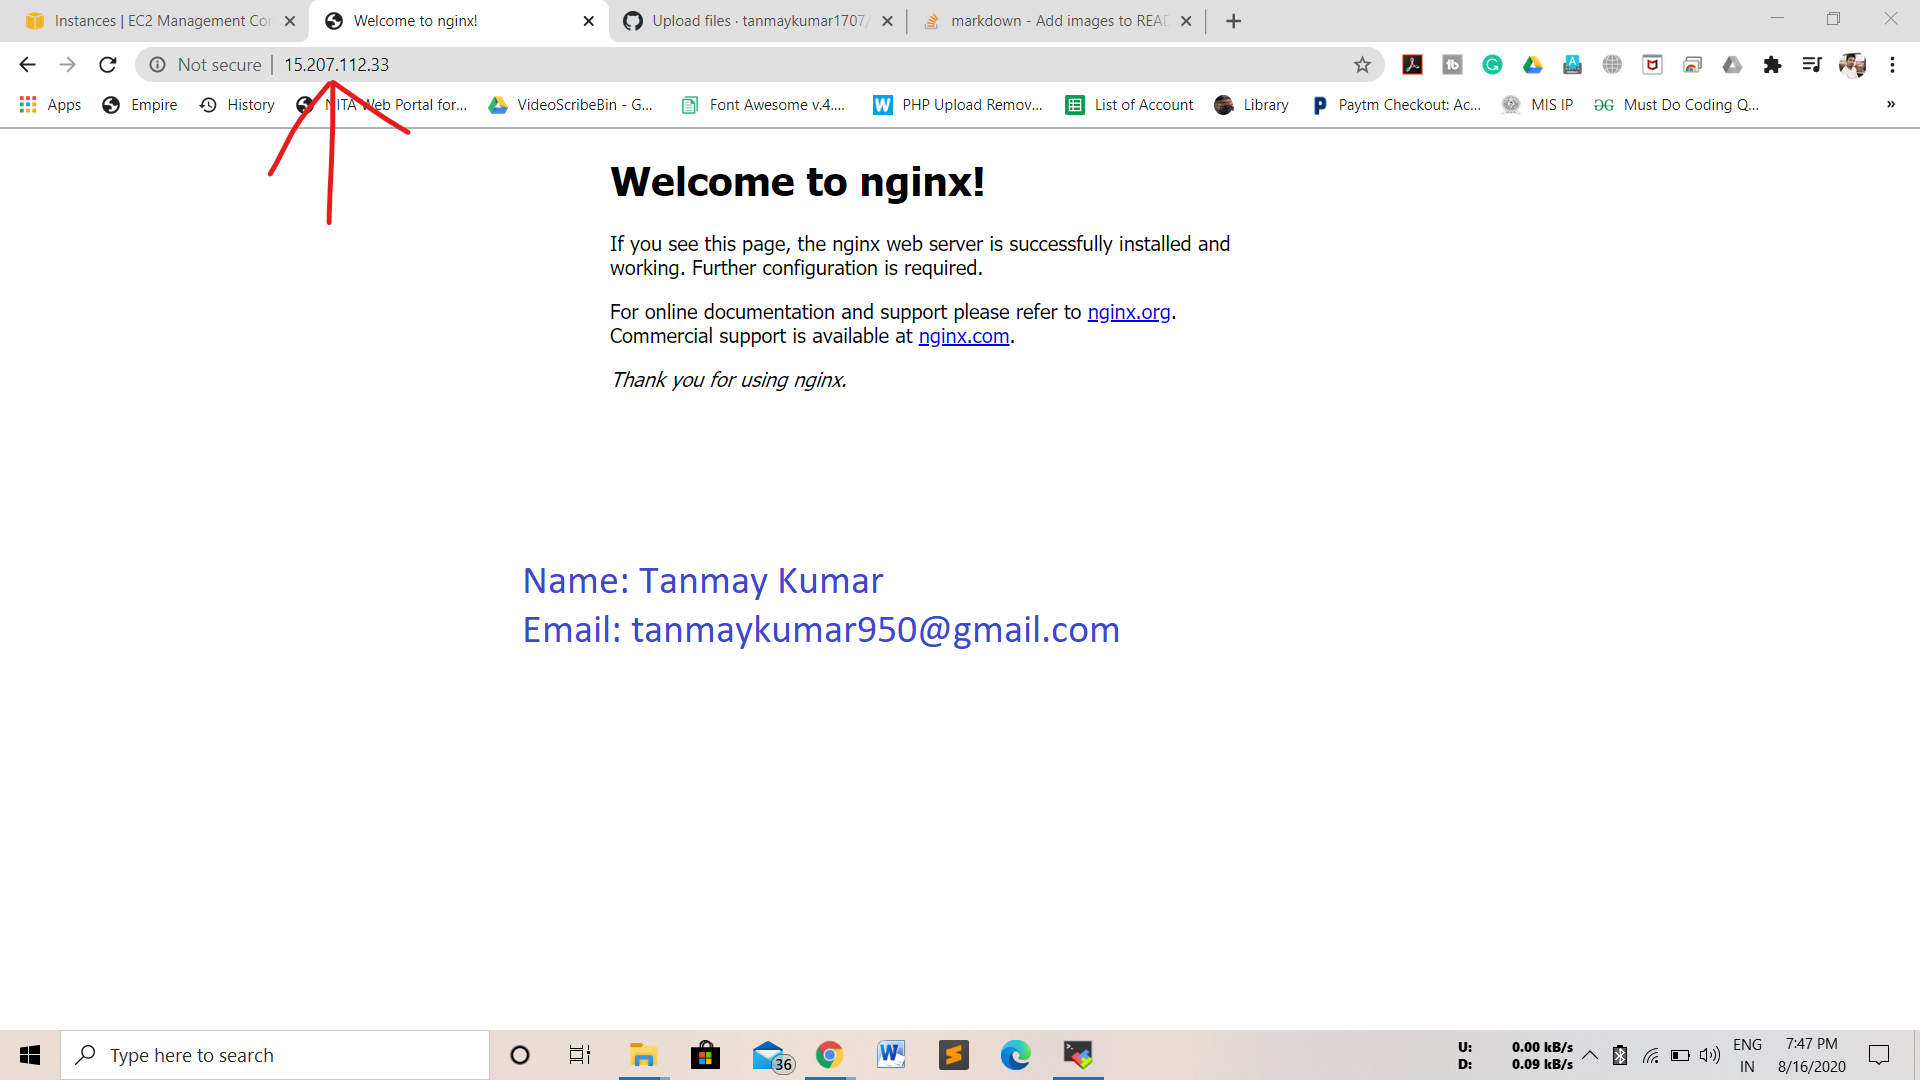 Instances | EC2 Management Con
Welcome to nginx!
Upload files · tanmaykumar1707/
markdown - Add images to READ
Not secure | 15.207.112.33
Apps
Empire
History
NITA Web Portal for...
VideoScribeBin - G...
Font Awesome v.4....
PHP Upload Remov...
List of Account
Library
Paytm Checkout: Ac...
MIS IP
Must Do Coding Q...
»
Welcome to nginx!
If you see this page, the nginx web server is successfully installed and
working. Further configuration is required.
For online documentation and support please refer to nginx.org.
Commercial support is available at nginx.com.
Thank you for using nginx.
Name: Tanmay Kumar
Email: tanmaykumar950@gmail.com
Type here to search
36
U: 0.00 kB/s
D: 0.09 kB/s
ENG
IN
7:47 PM
8/16/2020